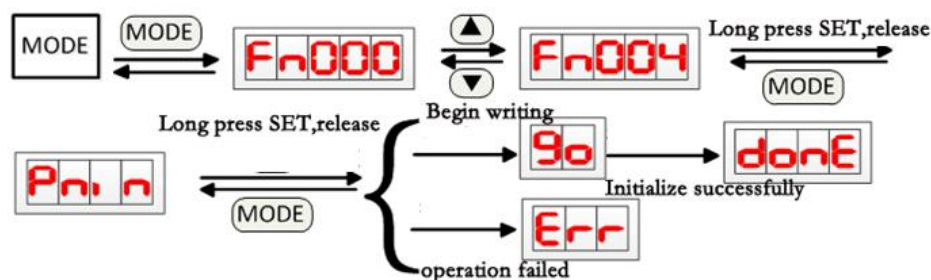 MODE
MODE
Fn000
▲
▼
Fn004
Long press SET,release
MODE
Pnin
Long press SET,release
MODE
Begin writing
go
donE
Initialize successfully
Err
operation failed